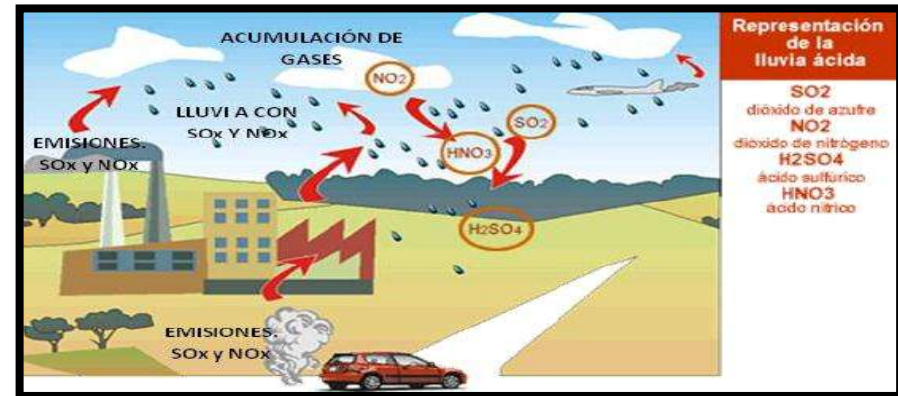 ACUMULACIÓN DE
GASES
NO2
LLUVI A CON
SOx Y NOx
SO2
EMISIONES.
SOx y NOx
HNO3
H2SO4
EMISIONES.
SOx y NOx
Representación
de la
lluvia ácida
SO2
dióxido de azufre
NO2
dióxido de nitrógeno
H2SO4
ácido sulfúrico
HNO3
ácido nítrico